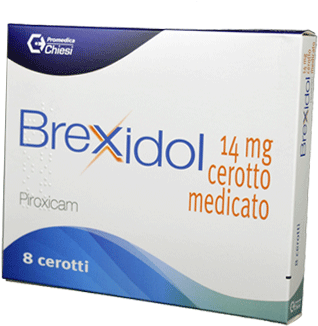 Promedica
Chiesi
Brexidol
14 mg
cerotto
medicato
Piroxicam
8 cerotti